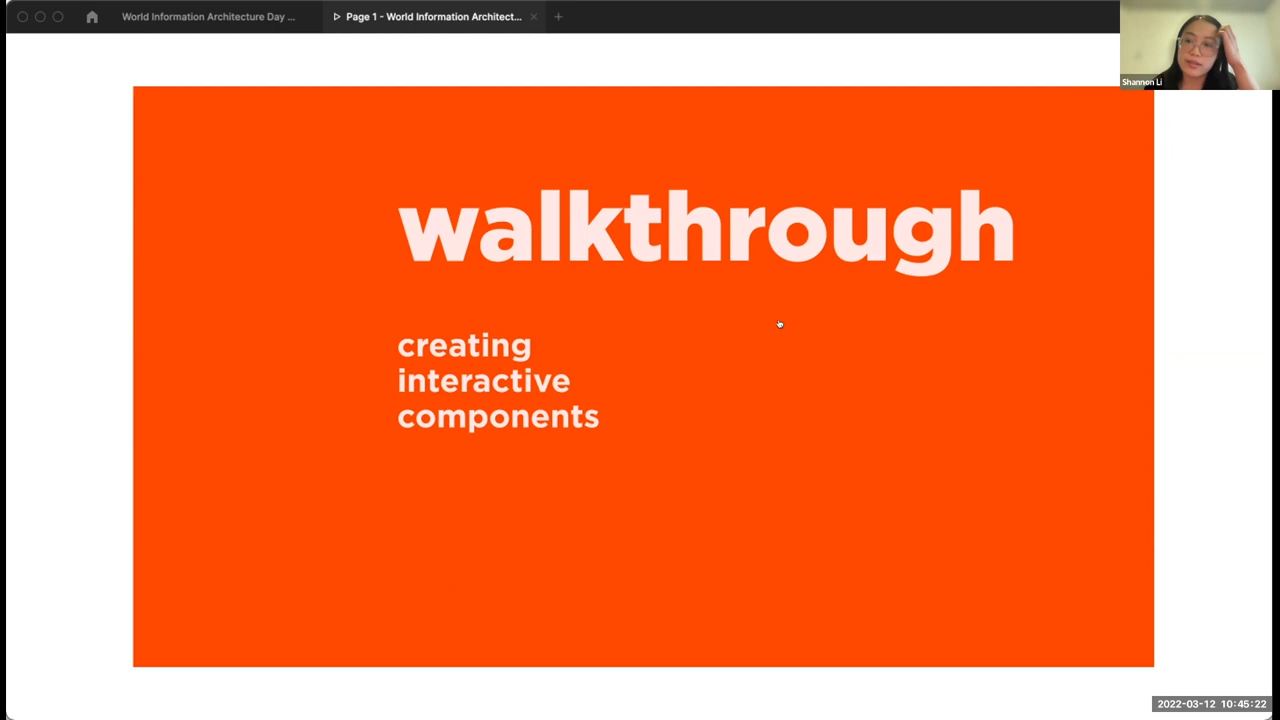 World Information Architecture Day ...
Page 1 - World Information Architect...
Shannon Li
walkthrough
creating
interactive
components
2022-03-12 10:45:22